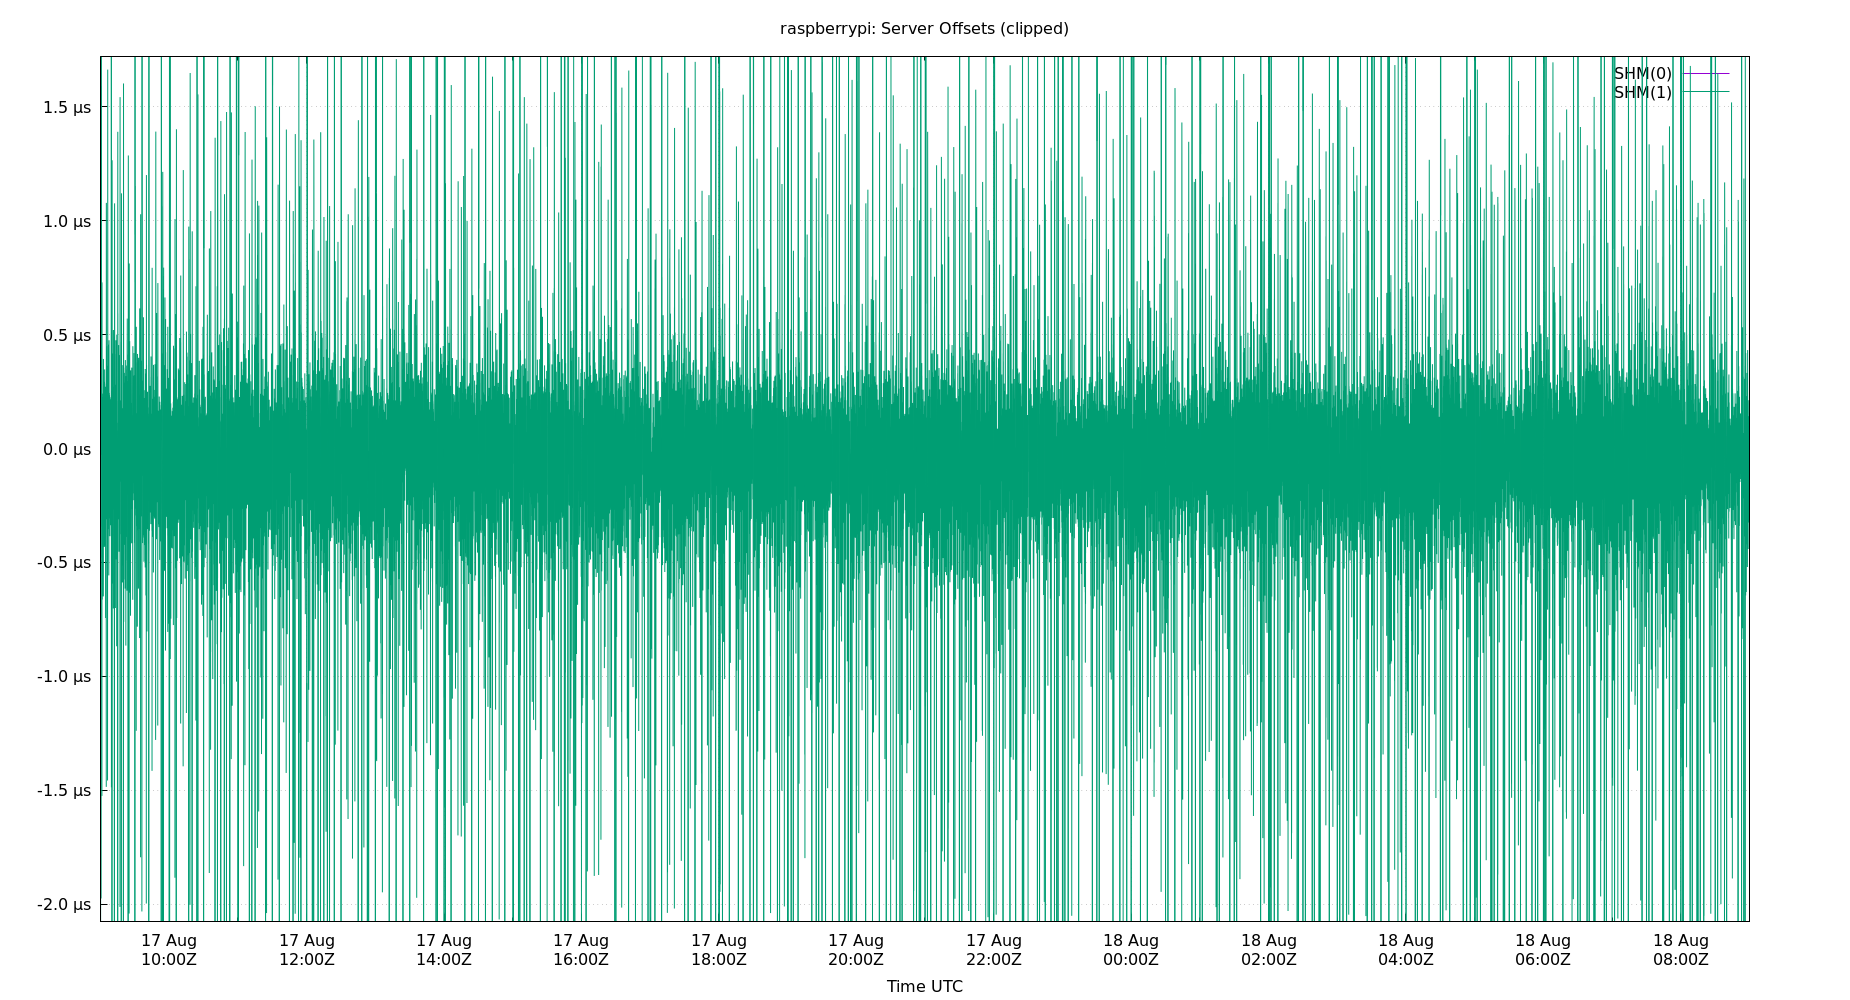 raspberrypi: Server Offsets (clipped)
SHM(0)
SHM(1)
1.5 µs
1.0 µs
0.5 µs
0.0 µs
-0.5 µs
-1.0 µs
-1.5 µs
-2.0 µs
17 Aug 17 Aug 17 Aug 17 Aug 17 Aug 17 Aug 17 Aug 18 Aug 18 Aug 18 Aug 18 Aug 18 Aug
10:00Z 12:00Z 14:00Z 16:00Z 18:00Z 20:00Z 22:00Z 00:00Z 02:00Z 04:00Z 06:00Z 08:00Z
Time UTC